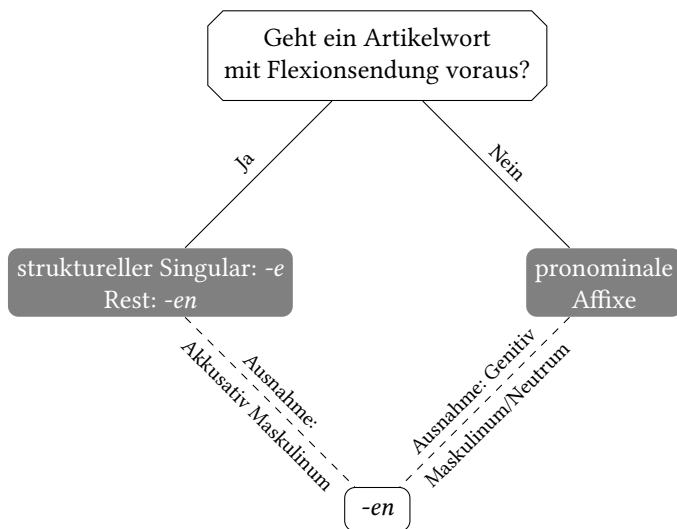 Geht ein Artikelwort
mit Flexionsendung voraus?
Ja
Nein
struktureller Singular: -e
Rest: -en
pronominale
Affixe
Ausnahme:
Akkusativ Maskulinum
Ausnahme: Genitiv
Maskulinum/Neutrum
-en